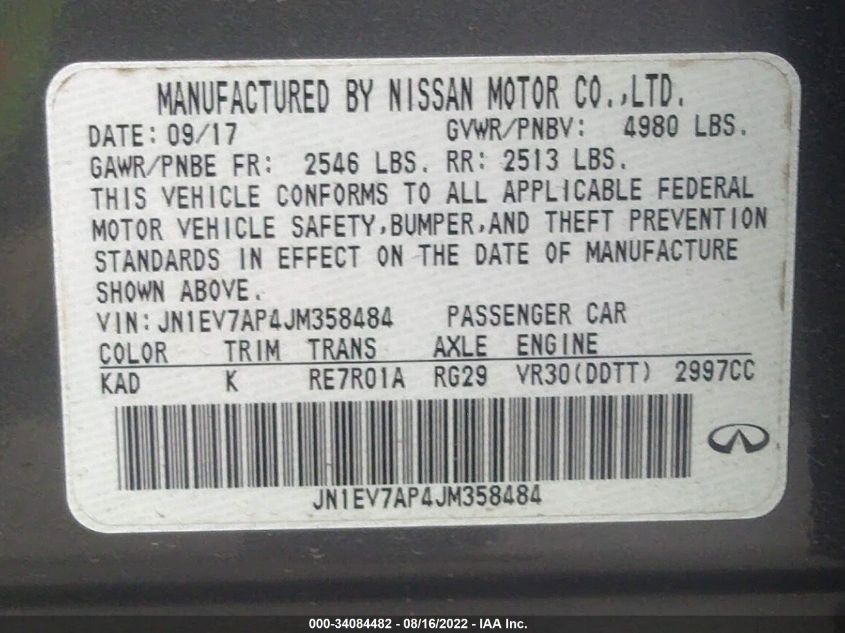 MANUFACTURED BY NISSAN MOTOR CO.,LTD.
DATE: 09/17 GVWR/PNBV: 4980 LBS.
GAWR/PNBE FR: 2546 LBS. RR: 2513 LBS.
THIS VEHICLE CONFORMS TO ALL APPLICABLE FEDERAL
MOTOR VEHICLE SAFETY,BUMPER,AND THEFT PREVENTION
STANDARDS IN EFFECT ON THE DATE OF MANUFACTURE
SHOWN ABOVE.
VIN: JN1EV7AP4JM358484 PASSENGER CAR
COLOR TRIM TRANS AXLE ENGINE
KAD K RE7R01A RG29 VR30(DDTT) 2997CC
JN1EV7AP4JM358484
000-34084482 - 08/16/2022 - IAA Inc.